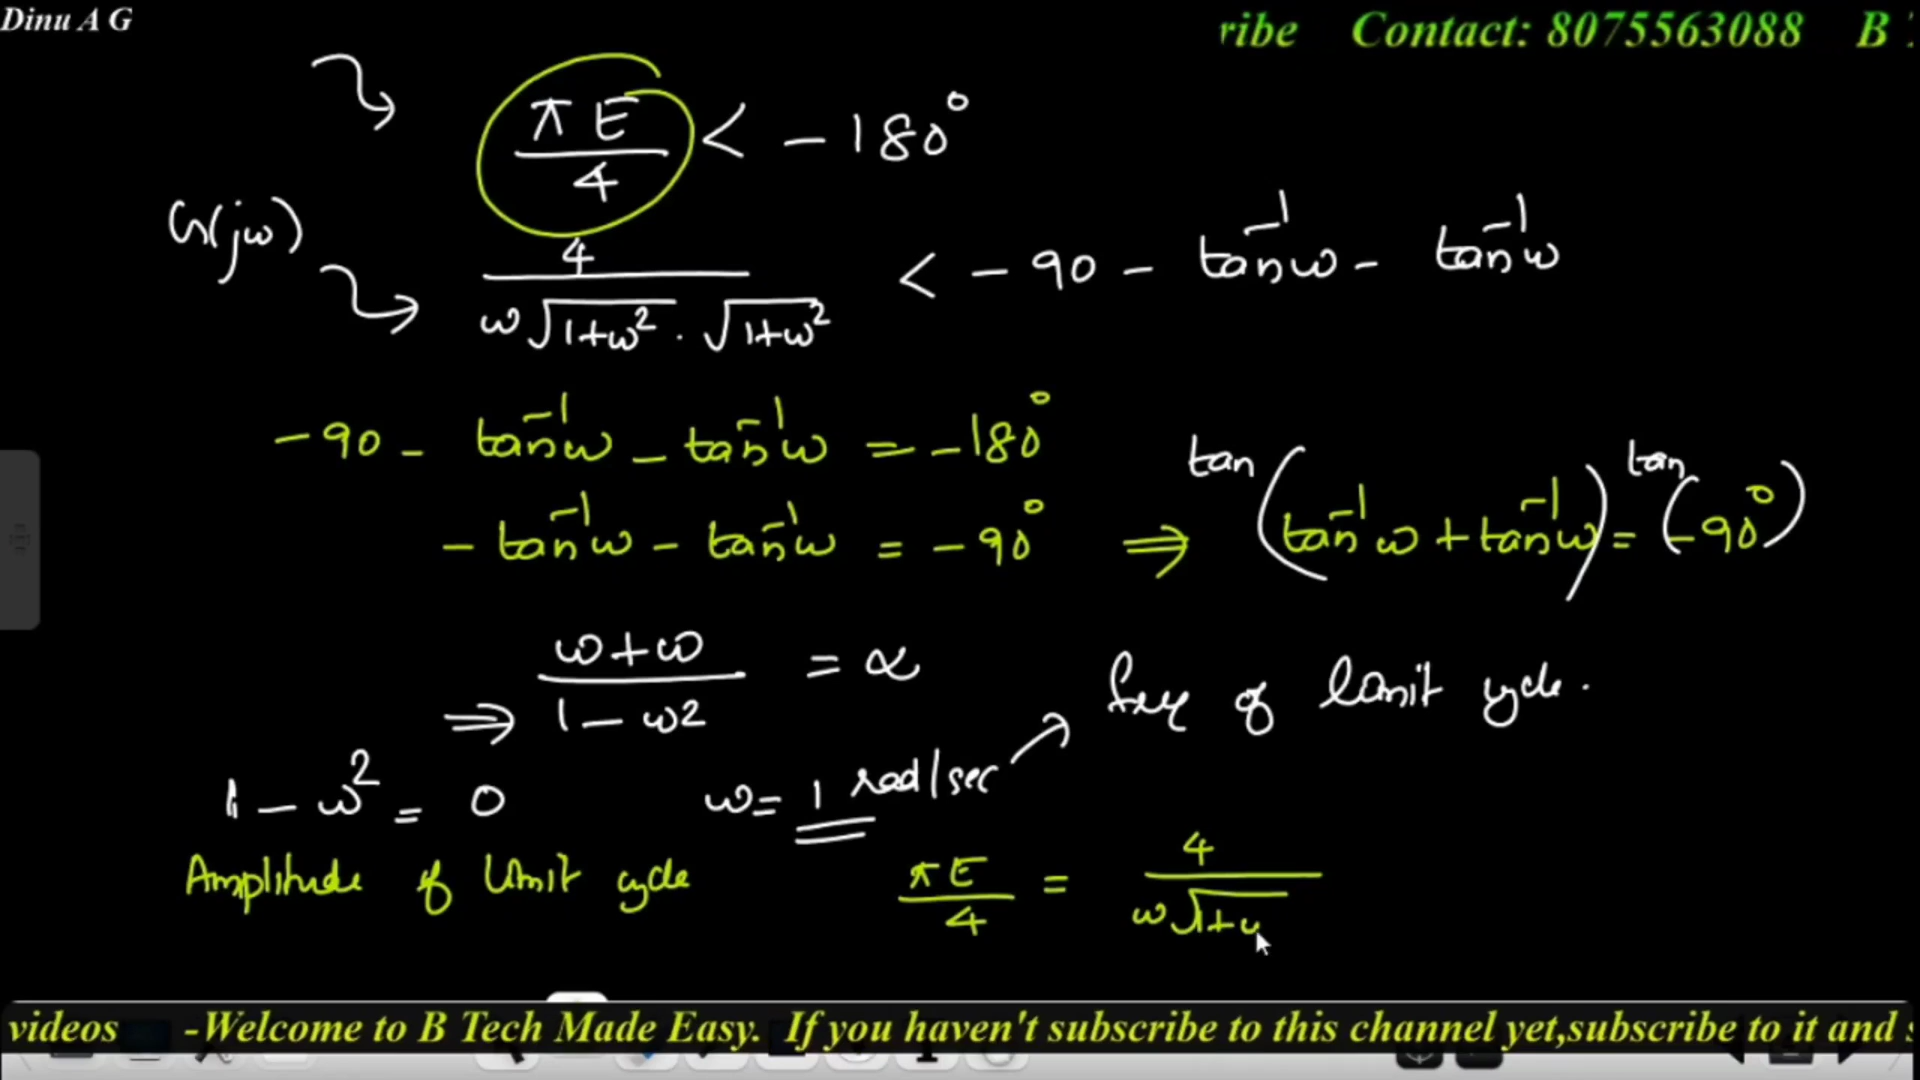 Dinu A G
ribe Contact: 8075563088 B
πE/4 < -180°
G(jω)
4/(ω√(1+ω²) · √(1+ω²)) < -90 - tan⁻¹ω - tan⁻¹ω
-90 - tan⁻¹ω - tan⁻¹ω = -180°
-tan⁻¹ω - tan⁻¹ω = -90° ⇒ tan(tan⁻¹ω + tan⁻¹ω) = tan(-90°)
⇒ (ω+ω)/(1-ω2) = α
freq of limit cycle.
1-ω² = 0 ω = 1 rad/sec
Amplitude of limit cycle πE/4 = 4/(ω√(1+
videos -Welcome to B Tech Made Easy. If you haven't subscribe to this channel yet,subscribe to it and s